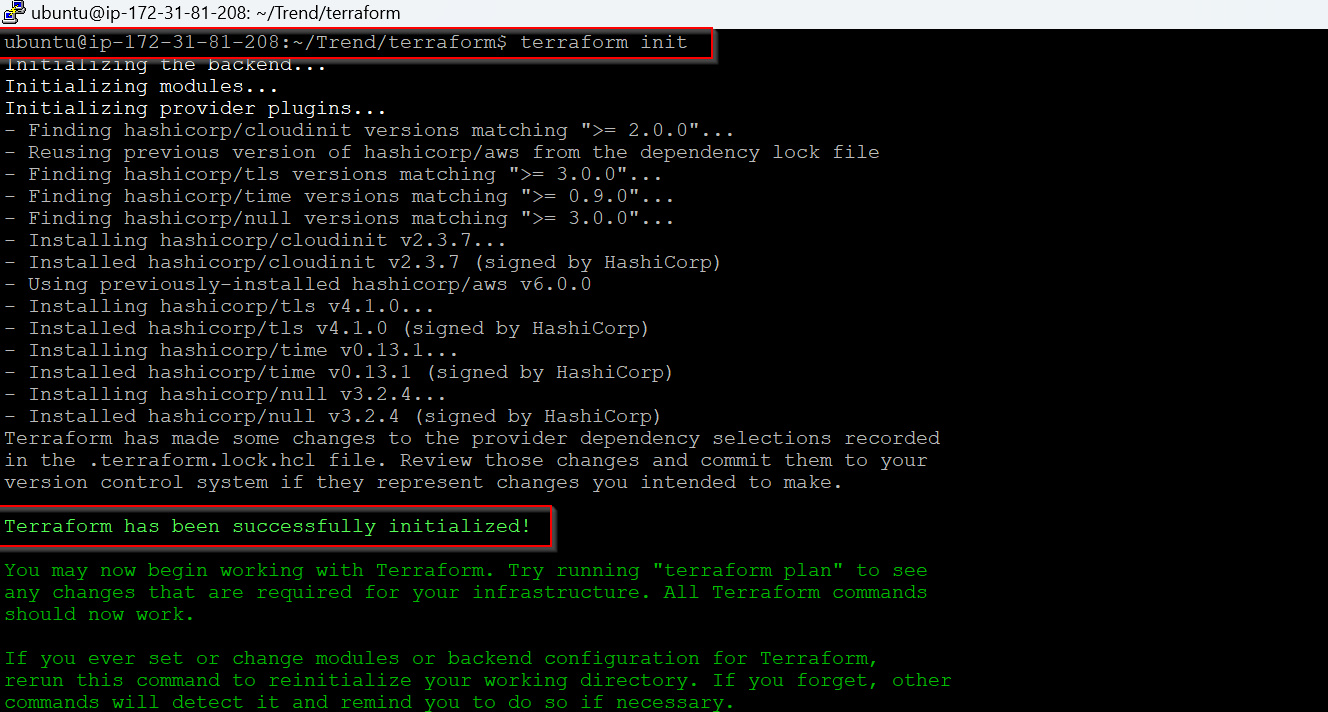 ubuntu@ip-172-31-81-208: ~/Trend/terraform
ubuntu@ip-172-31-81-208:~/Trend/terraform$ terraform init
Initializing the backend...
Initializing modules...
Initializing provider plugins...
- Finding hashicorp/cloudinit versions matching ">= 2.0.0"...
- Reusing previous version of hashicorp/aws from the dependency lock file
- Finding hashicorp/tls versions matching ">= 3.0.0"...
- Finding hashicorp/time versions matching ">= 0.9.0"...
- Finding hashicorp/null versions matching ">= 3.0.0"...
- Installing hashicorp/cloudinit v2.3.7...
- Installed hashicorp/cloudinit v2.3.7 (signed by HashiCorp)
- Using previously-installed hashicorp/aws v6.0.0
- Installing hashicorp/tls v4.1.0...
- Installed hashicorp/tls v4.1.0 (signed by HashiCorp)
- Installing hashicorp/time v0.13.1...
- Installed hashicorp/time v0.13.1 (signed by HashiCorp)
- Installing hashicorp/null v3.2.4...
- Installed hashicorp/null v3.2.4 (signed by HashiCorp)
Terraform has made some changes to the provider dependency selections recorded
in the .terraform.lock.hcl file. Review those changes and commit them to your
version control system if they represent changes you intended to make.
Terraform has been successfully initialized!
You may now begin working with Terraform. Try running "terraform plan" to see
any changes that are required for your infrastructure. All Terraform commands
should now work.
If you ever set or change modules or backend configuration for Terraform,
rerun this command to reinitialize your working directory. If you forget, other
commands will detect it and remind you to do so if necessary.